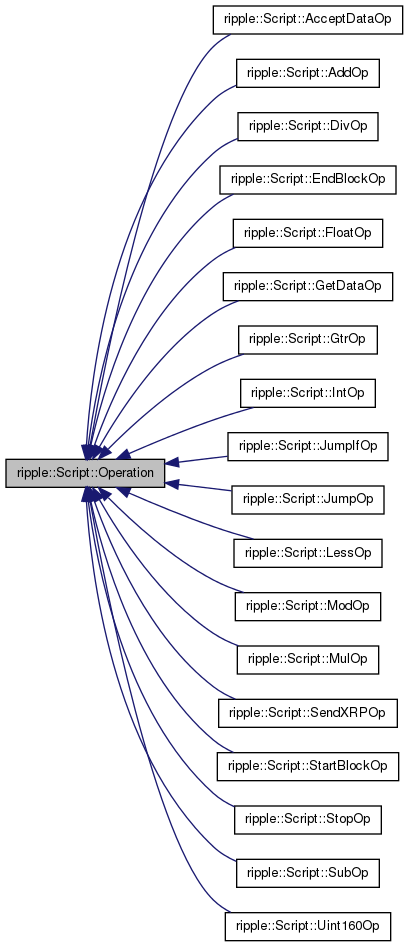 ripple::Script::AcceptDataOp
ripple::Script::AddOp
ripple::Script::DivOp
ripple::Script::EndBlockOp
ripple::Script::FloatOp
ripple::Script::GetDataOp
ripple::Script::GtrOp
ripple::Script::IntOp
ripple::Script::JumpIfOp
ripple::Script::Operation
ripple::Script::JumpOp
ripple::Script::LessOp
ripple::Script::ModOp
ripple::Script::MulOp
ripple::Script::SendXRPOp
ripple::Script::StartBlockOp
ripple::Script::StopOp
ripple::Script::SubOp
ripple::Script::Uint160Op